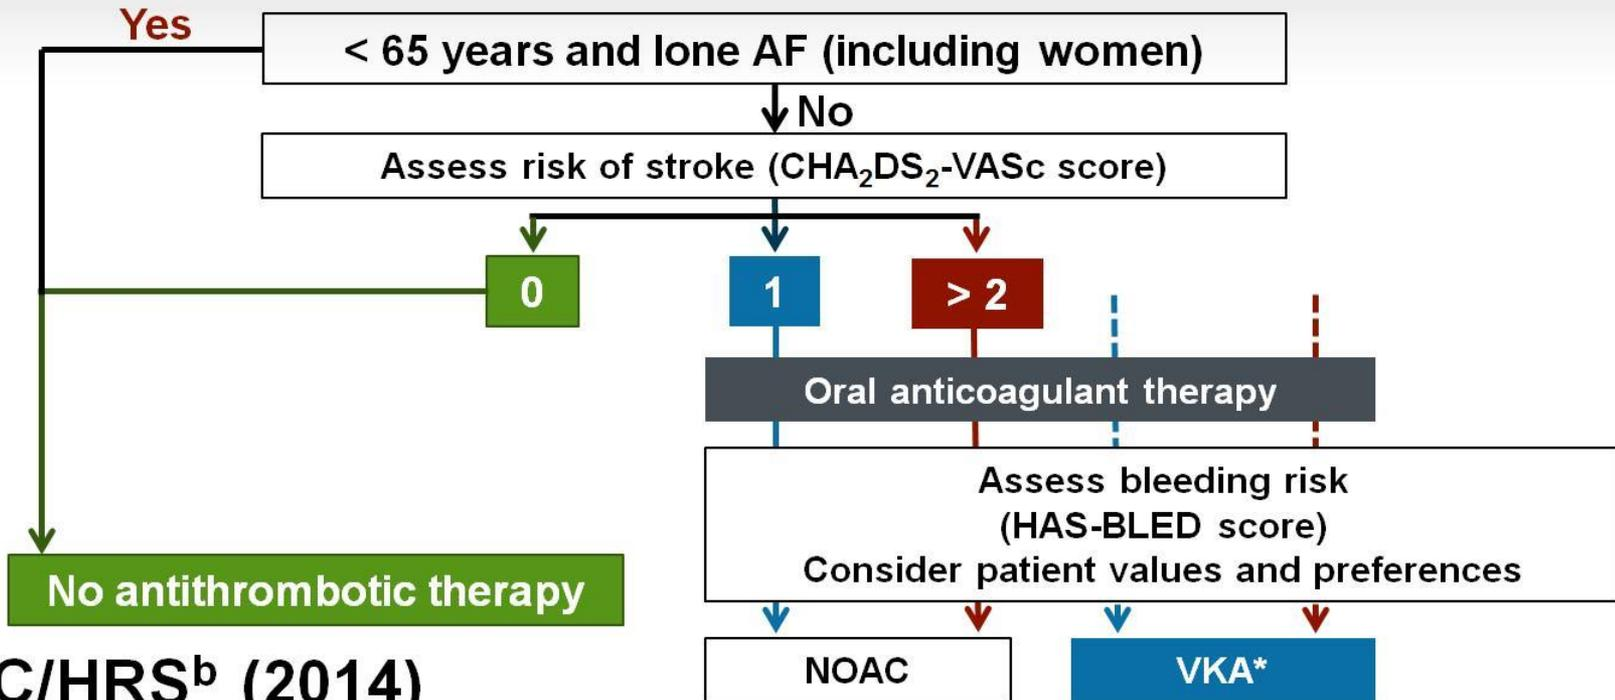 Yes
< 65 years and lone AF (including women)
No
Assess risk of stroke (CHA₂DS₂-VASc score)
0
1
> 2
Oral anticoagulant therapy
Assess bleeding risk
(HAS-BLED score)
Consider patient values and preferences
No antithrombotic therapy
NOAC
VKA*
C/HRSᵇ (2014)